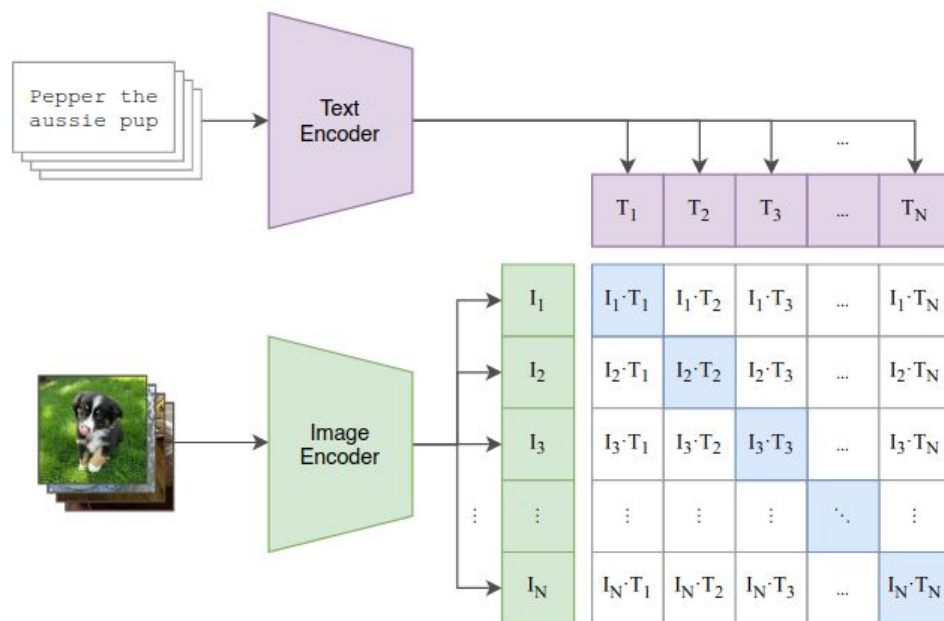 Pepper the
aussie pup
Text
Encoder
...
T₁ T₂ T₃ ... T_N
I₁ I₁·T₁ I₁·T₂ I₁·T₃ ... I₁·T_N
I₂ I₂·T₁ I₂·T₂ I₂·T₃ ... I₂·T_N
Image
Encoder
I₃ I₃·T₁ I₃·T₂ I₃·T₃ ... I₃·T_N
⋮ ⋮ ⋮ ⋮ ⋮ ⋱ ⋮
I_N I_N·T₁ I_N·T₂ I_N·T₃ ... I_N·T_N